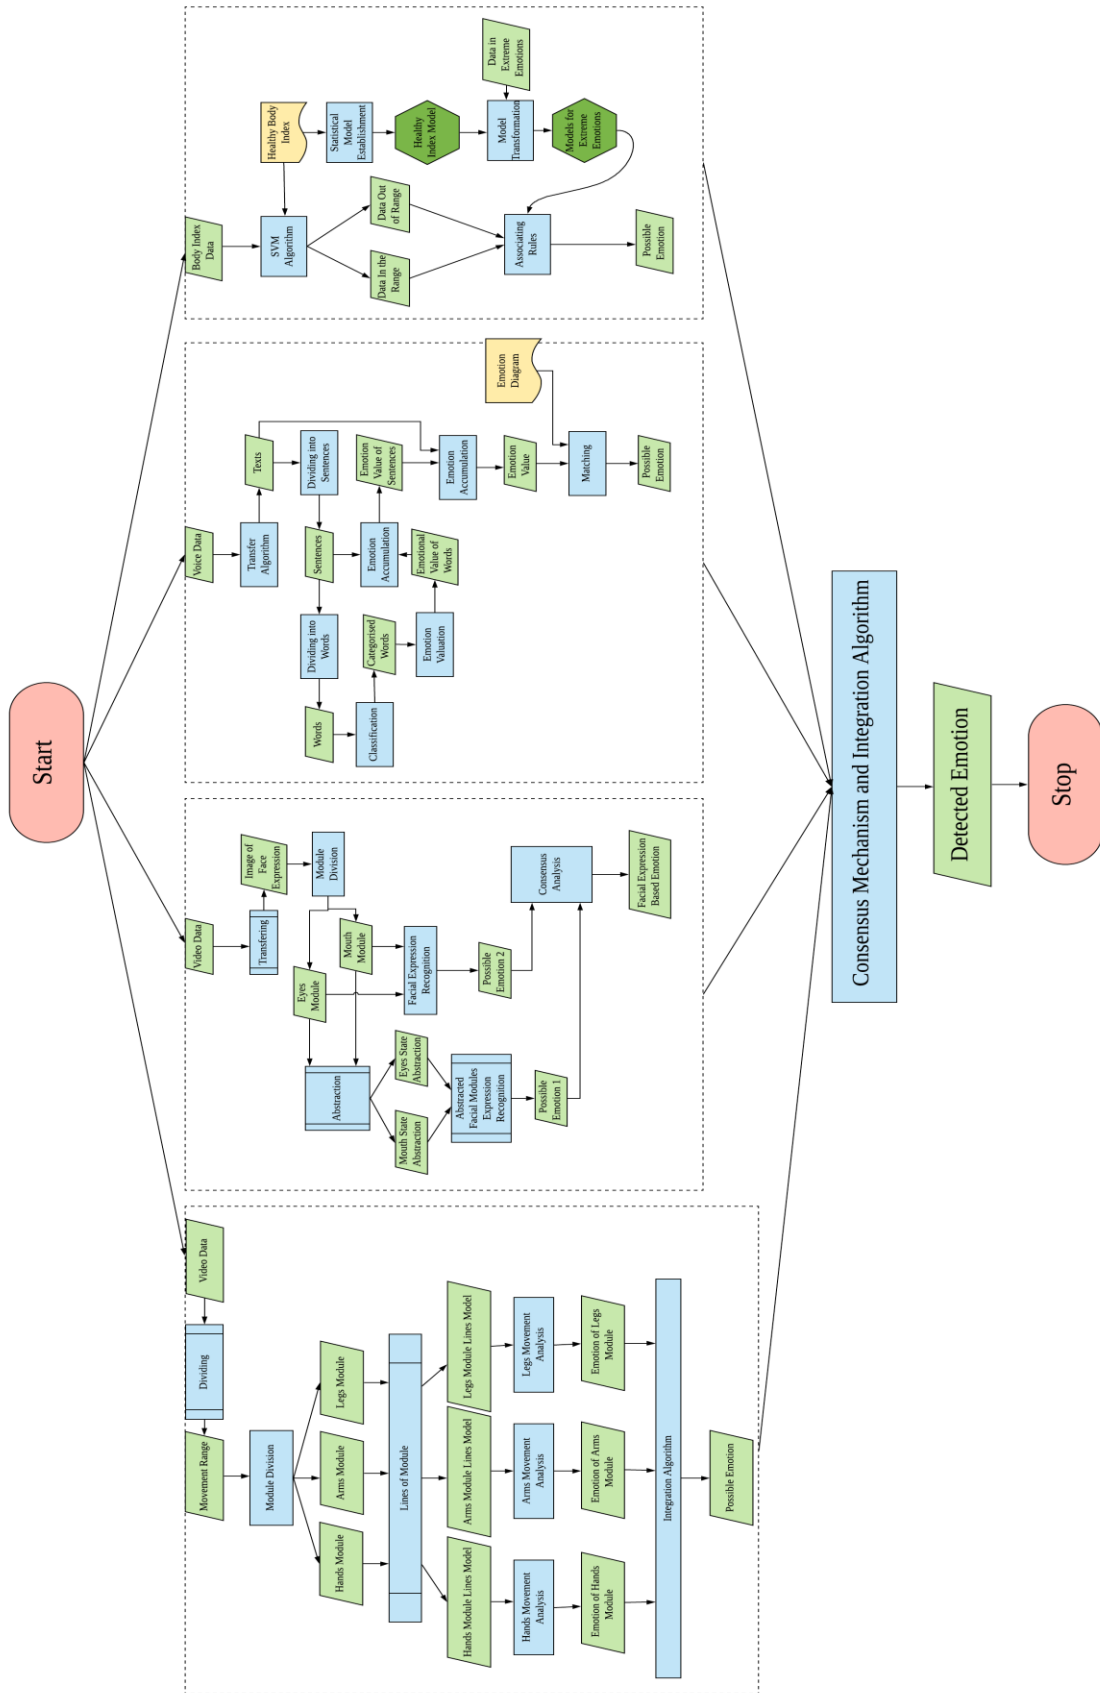 Start
Video Data
Dividing
Movement Range
Module Division
Hands Module
Arms Module
Legs Module
Lines of Module
Hands Module Lines Model
Arms Module Lines Model
Legs Module Lines Model
Hands Movement
Analysis
Arms Movement
Analysis
Legs Movement
Analysis
Emotion of Hands
Module
Emotion of Arms
Module
Emotion of Legs
Module
Integration Algorithm
Possible Emotion
Video Data
Transfering
Image of
Face
Expression
Module
Division
Eyes
Module
Mouth
Module
Abstraction
Facial Expression
Recognition
Mouth State
Abstraction
Eyes State
Abstraction
Abstracted
Facial Modules
Expression
Recognition
Possible
Emotion 2
Possible
Emotion 1
Consensus
Analysis
Facial Expression
Based Emotion
Voice Data
Transfer
Algorithm
Texts
Dividing into
Sentences
Sentences
Dividing into
Words
Words
Classification
Categorised
Words
Emotion
Valuation
Emotional
Value of
Words
Emotion
Accumulation
Emotion
Value of
Sentences
Emotion
Accumulation
Emotion
Value
Emotion
Diagram
Matching
Possible
Emotion
Body Index
Data
Healthy Body
Index
SVM
Algorithm
Statistical
Model
Establishment
Healthy
Index Model
Data in
Extreme
Emotions
Model
Transformation
Models for
Extreme
Emotions
Data In the
Range
Data Out
of Range
Associating
Rules
Possible
Emotion
Consensus Mechanism and Integration Algorithm
Detected Emotion
Stop